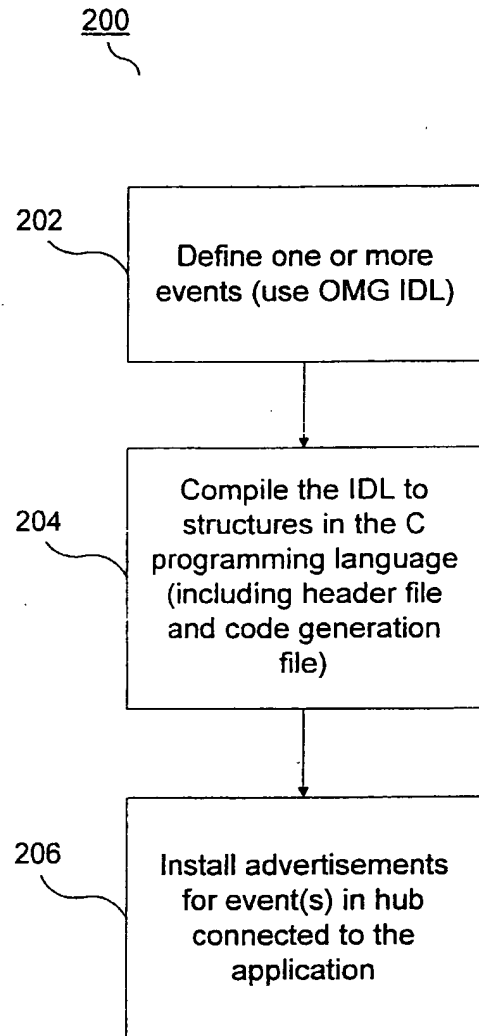 200
202
Define one or more
events (use OMG IDL)
204
Compile the IDL to
structures in the C
programming language
(including header file
and code generation
file)
206
Install advertisements
for event(s) in hub
connected to the
application